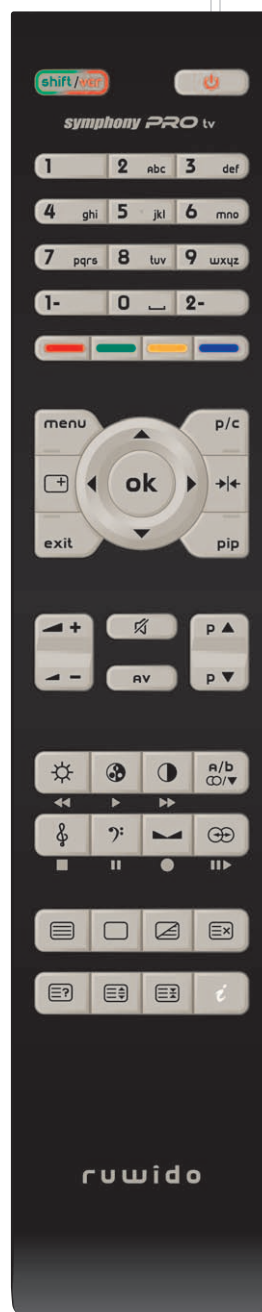 shift/
symphony PRO tv
1 2 abc 3 def
4 ghi 5 jkl 6 mno
7 pqrs 8 tuv 9 wxyz
1- 0 2-
menu p/c
ok
exit pip
+ p
AV
- p
A/b
?
i
ruwido